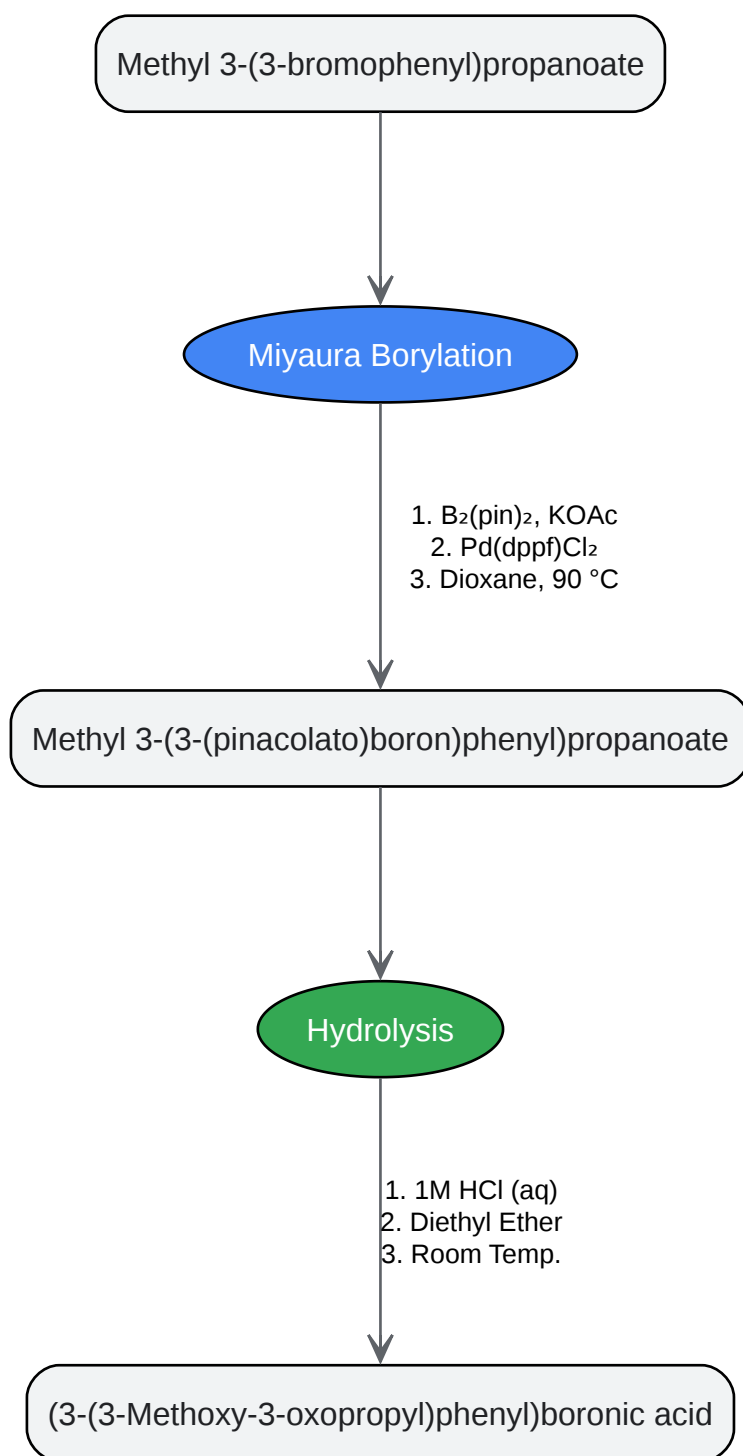 Methyl 3-(3-bromophenyl)propanoate
Miyaura Borylation
1. B₂(pin)₂, KOAc
2. Pd(dppf)Cl₂
3. Dioxane, 90 °C
Methyl 3-(3-(pinacolato)boron)phenyl)propanoate
Hydrolysis
1. 1M HCl (aq)
2. Diethyl Ether
3. Room Temp.
(3-(3-Methoxy-3-oxopropyl)phenyl)boronic acid